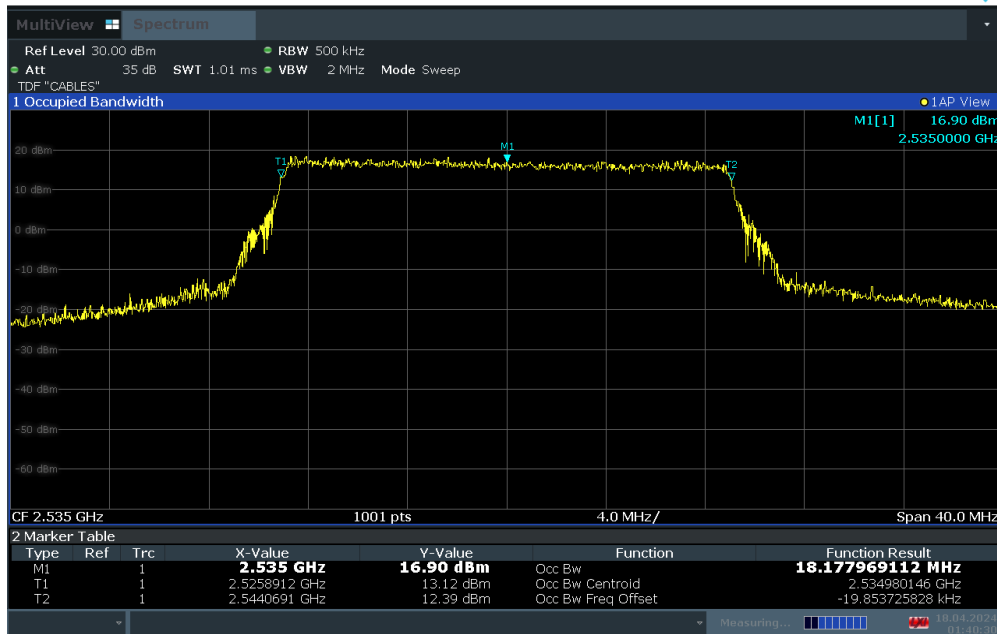 MultiView Spectrum
Ref Level 30.00 dBm RBW 500 kHz
Att 35 dB SWT 1.01 ms VBW 2 MHz Mode Sweep
TDF "CABLES"
1 Occupied Bandwidth 1AP View
M1[1] 16.90 dBm
2.5350000 GHz
20 dBm
M1
T1
T2
10 dBm
0 dBm
-10 dBm
-20 dBm
-30 dBm
-40 dBm
-50 dBm
-60 dBm
CF 2.535 GHz 1001 pts 4.0 MHz/ Span 40.0 MHz
2 Marker Table
Type Ref Trc X-Value Y-Value Function Function Result
M1 1 2.535 GHz 16.90 dBm Occ Bw 18.177969112 MHz
T1 1 2.5258912 GHz 13.12 dBm Occ Bw Centroid 2.534980146 GHz
T2 1 2.5440691 GHz 12.39 dBm Occ Bw Freq Offset -19.853725828 kHz
Measuring... 18.04.2024
01:40:30